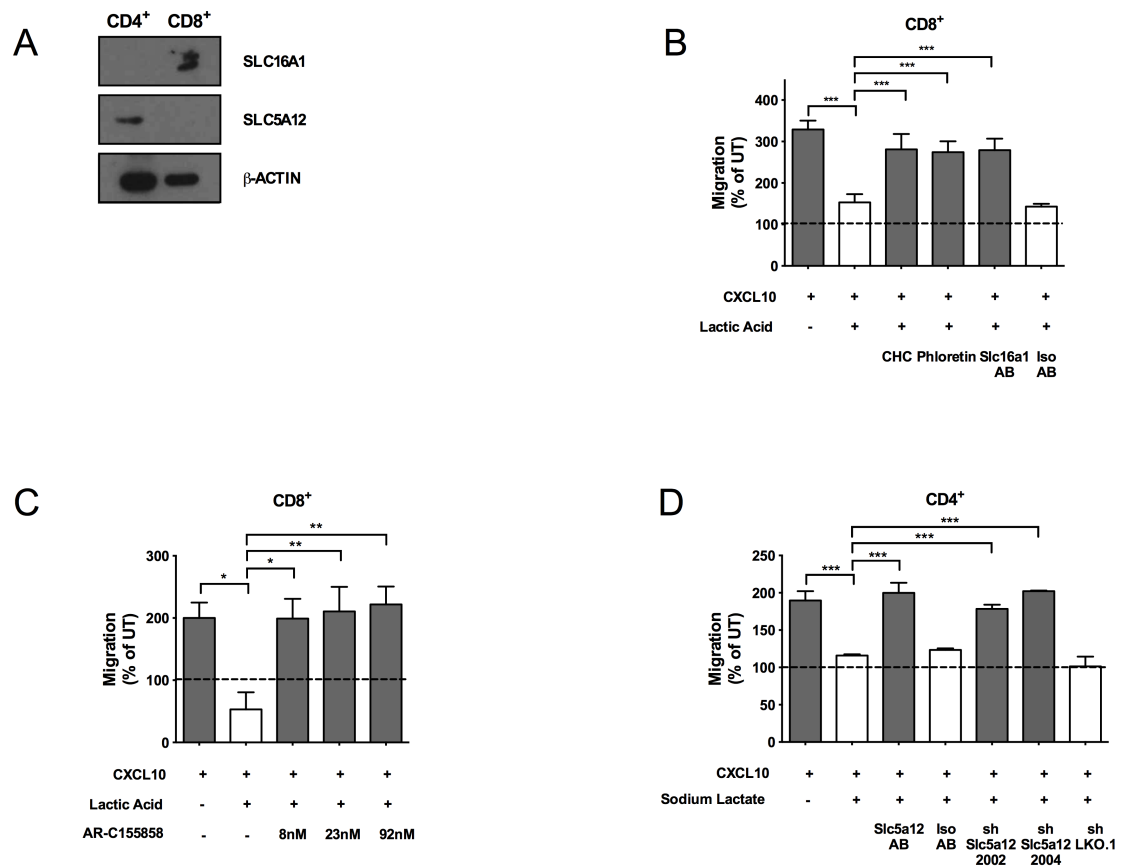 A
CD4+ CD8+
SLC16A1
SLC5A12
β-ACTIN
B
CD8+
Migration
(% of UT)
400
300
200
100
0
***
***
***
***
CXCL10 + + + + + +
Lactic Acid - + + + + +
CHC Phloretin Slc16a1 Iso
AB AB
C
CD8+
Migration
(% of UT)
300
200
100
0
**
**
*
*
CXCL10 + + + + +
Lactic Acid - + + + +
AR-C155858 - - 8nM 23nM 92nM
D
CD4+
Migration
(% of UT)
250
200
150
100
50
0
***
***
***
***
CXCL10 + + + + + + +
Sodium Lactate - + + + + + +
Slc5a12 Iso sh sh sh
AB AB Slc5a12 Slc5a12 LKO.1
2002 2004